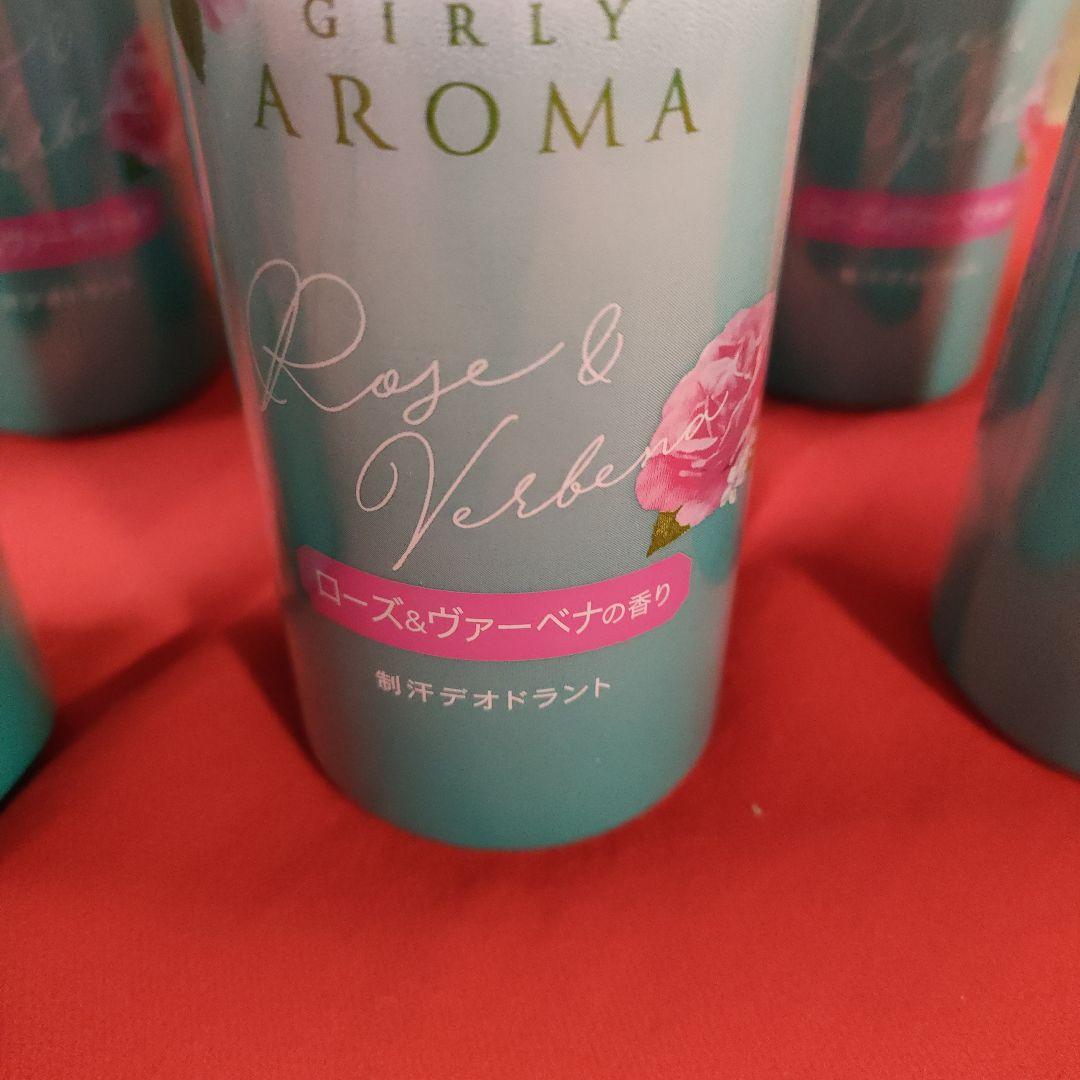 GIRLY
AROMA
Rose &
Verbena
ローズ&ヴァーベナの香り
制汗デオドラント